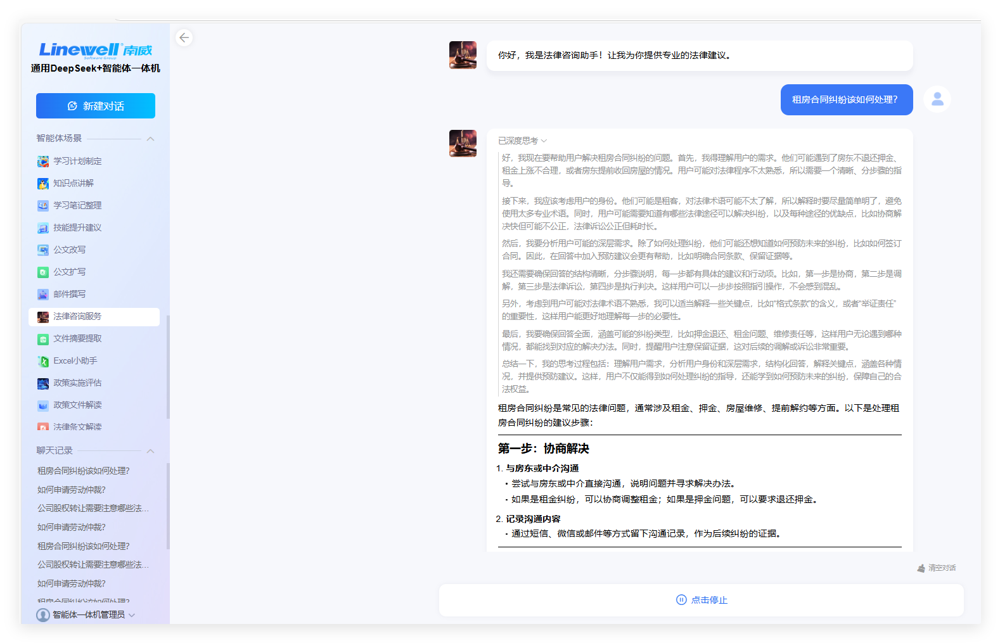 Linewell®南威
Software Group
通用DeepSeek+智能体一体机
新建对话
智能体场景
学习计划制定
知识点讲解
学习笔记整理
技能提升建议
公文改写
公文扩写
邮件撰写
法律咨询服务
文件摘要提取
Excel小助手
政策实施评估
政策文件解读
法律条文解读
聊天记录
租房合同纠纷该如何处理?
如何申请劳动仲裁?
公司股权转让需要注意哪些法...
如何申请劳动仲裁?
租房合同纠纷该如何处理?
公司股权转让需要注意哪些法...
如何申请劳动仲裁?
租房合同纠纷该如何处理?
智能体一体机管理员
你好，我是法律咨询助手！让我为你提供专业的法律建议。
租房合同纠纷该如何处理?
已深度思考
好，我现在要帮助用户解决租房合同纠纷的问题。首先，我得理解用户的需求。他们可能遇到了房东不退还押金、
租金上涨不合理，或者房东提前收回房屋的情况。用户可能对法律程序不太熟悉，所以需要一个清晰、分步骤的指
导。
接下来，我应该考虑用户的身份。他们可能是租客，对法律术语可能不太了解，所以解释时要尽量简单明了，避免
使用太多专业术语。同时，用户可能需要知道有哪些法律途径可以解决纠纷，以及每种途径的优缺点，比如协商解
决快但可能不公正，法律诉讼公正但耗时长。
然后，我要分析用户可能的深层需求。除了如何处理纠纷，他们可能还想知道如何预防未来的纠纷，比如如何签订
合同。因此，在回答中加入预防建议会更有帮助，比如明确合同条款、保留证据等。
我还需要确保回答的结构清晰，分步骤说明，每一步都有具体的建议和行动项。比如，第一步是协商，第二步是调
解，第三步是法律诉讼，第四步是执行判决。这样用户可以一步步按照指引操作，不会感到混乱。
另外，考虑到用户可能对法律术语不熟悉，我可以适当解释一些关键点，比如“格式条款”的含义，或者“举证责任”
的重要性，这样用户能更好地理解每一步的必要性。
最后，我要确保回答全面，涵盖可能的纠纷类型，比如押金退还、租金问题、维修责任等，这样用户无论遇到哪种
情况，都能找到对应的解决办法。同时，提醒用户注意保留证据，这对后续的调解或诉讼非常重要。
总结一下，我的思考过程包括：理解用户需求，分析用户身份和深层需求，结构化回答，解释关键点，涵盖各种情
况，并提供预防建议。这样，用户不仅能得到如何处理纠纷的指导，还能学到如何预防未来的纠纷，保障自己的合
法权益。
租房合同纠纷是常见的法律问题，通常涉及租金、押金、房屋维修、提前解约等方面。以下是处理租
房合同纠纷的建议步骤：
第一步：协商解决
1. 与房东或中介沟通
• 尝试与房东或中介直接沟通，说明问题并寻求解决办法。
• 如果是租金纠纷，可以协商调整租金；如果是押金问题，可以要求退还押金。
2. 记录沟通内容
• 通过短信、微信或邮件等方式留下沟通记录，作为后续纠纷的证据。
清空对话
点击停止